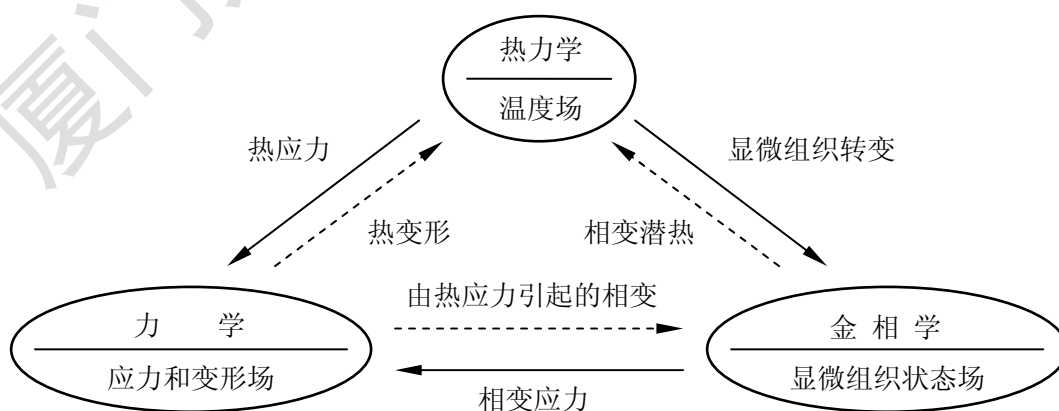 热力学
温度场
热应力
显微组织转变
热变形
相变潜热
由热应力引起的相变
力 学
应力和变形场
金 相 学
显微组织状态场
相变应力
厦门